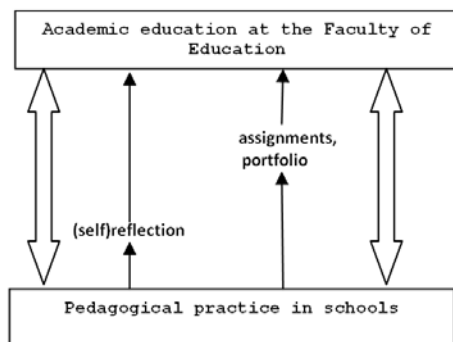 Academic education at the Faculty of
Education
assignments,
portfolio
(self)reflection
Pedagogical practice in schools